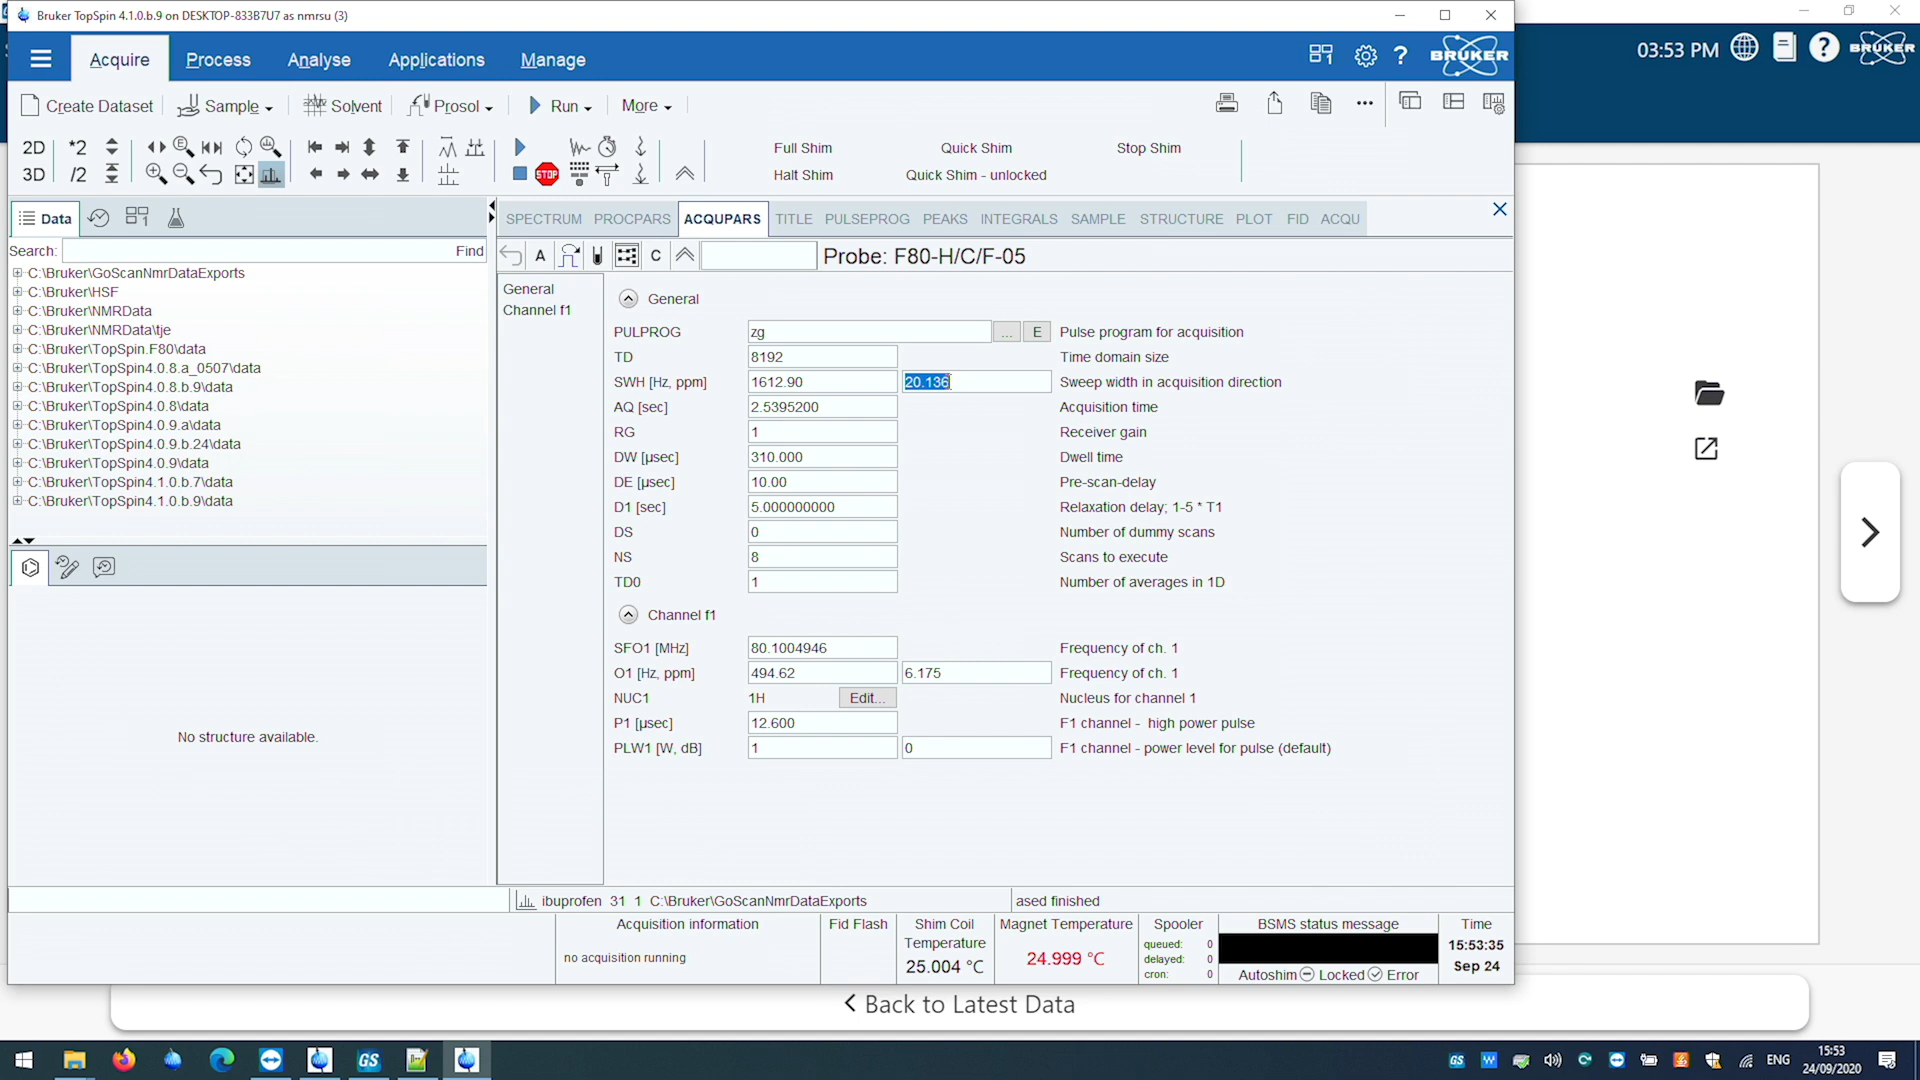 Bruker TopSpin 4.1.0.b.9 on DESKTOP-833B7U7 as nmrsu (3)
Acquire Process Analyse Applications Manage
? BRUKER
03:53 PM ? BRUKER
Create Dataset Sample Solvent Prosol Run More
2D *2 E
3D /2 STOP
Full Shim Quick Shim Stop Shim
Halt Shim Quick Shim - unlocked
Data
Search: Find
C:\Bruker\GoScanNmrDataExports
C:\Bruker\HSF
C:\Bruker\NMRData
C:\Bruker\NMRData\tje
C:\Bruker\TopSpin.F80\data
C:\Bruker\TopSpin4.0.8.a_0507\data
C:\Bruker\TopSpin4.0.8.b.9\data
C:\Bruker\TopSpin4.0.8\data
C:\Bruker\TopSpin4.0.9.a\data
C:\Bruker\TopSpin4.0.9.b.24\data
C:\Bruker\TopSpin4.0.9\data
C:\Bruker\TopSpin4.1.0.b.7\data
C:\Bruker\TopSpin4.1.0.b.9\data
No structure available.
SPECTRUM PROCPARS ACQUPARS TITLE PULSEPROG PEAKS INTEGRALS SAMPLE STRUCTURE PLOT FID ACQU
A C Probe: F80-H/C/F-05
General
Channel f1
General
PULPROG zg ... E Pulse program for acquisition
TD 8192 Time domain size
SWH [Hz, ppm] 1612.90 20.136 Sweep width in acquisition direction
AQ [sec] 2.5395200 Acquisition time
RG 1 Receiver gain
DW [µsec] 310.000 Dwell time
DE [µsec] 10.00 Pre-scan-delay
D1 [sec] 5.000000000 Relaxation delay; 1-5 * T1
DS 0 Number of dummy scans
NS 8 Scans to execute
TD0 1 Number of averages in 1D
Channel f1
SFO1 [MHz] 80.1004946 Frequency of ch. 1
O1 [Hz, ppm] 494.62 6.175 Frequency of ch. 1
NUC1 1H Edit... Nucleus for channel 1
P1 [µsec] 12.600 F1 channel - high power pulse
PLW1 [W, dB] 1 0 F1 channel - power level for pulse (default)
ibuprofen 31 1 C:\Bruker\GoScanNmrDataExports ased finished
Acquisition information
no acquisition running
Fid Flash
Shim Coil
Temperature
25.004 °C
Magnet Temperature
24.999 °C
Spooler
queued: 0
delayed: 0
cron: 0
BSMS status message
Autoshim Locked Error
Time
15:53:35
Sep 24
Back to Latest Data
GS
GS ENG 15:53
24/09/2020